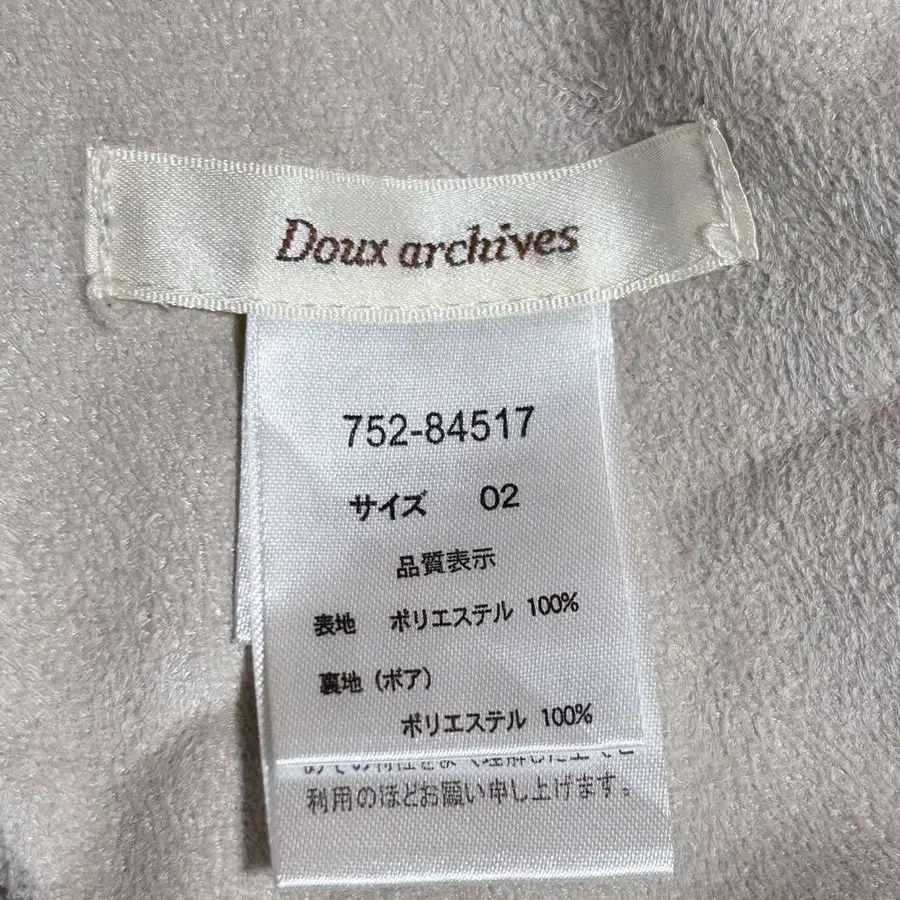 Doux archives
752-84517
サイズ 02
品質表示
表地 ポリエステル 100%
裏地（ボア）
ポリエステル 100%
利用のほどお願い申し上げます。